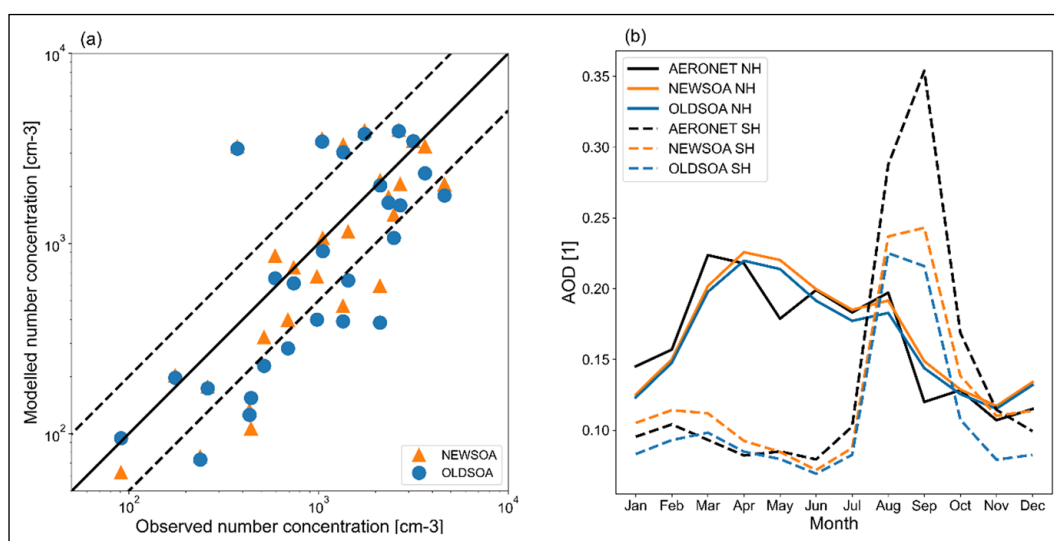 (a)
10^4
10^3
10^2
Modelled number concentration [cm-3]
NEWSOA
OLDSOA
10^2
10^3
10^4
Observed number concentration [cm-3]
(b)
AERONET NH
NEWSOA NH
OLDSOA NH
AERONET SH
NEWSOA SH
OLDSOA SH
0.35
0.30
0.25
0.20
0.15
0.10
AOD [1]
Jan Feb Mar Apr May Jun Jul Aug Sep Oct Nov Dec
Month